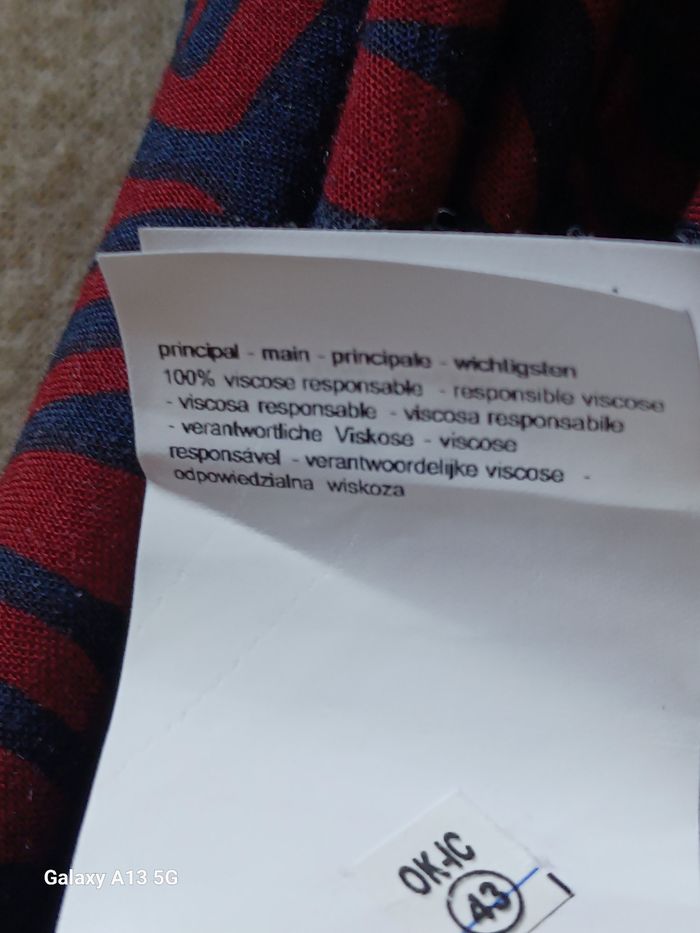 principal - main - principale - wichtigsten
100% viscose responsable - responsible viscose
- viscosa responsable - viscosa responsabile
- verantwortliche Viskose - viscose
responsável - verantwoordelijke viscose -
odpowiedzialna wiskoza
OK-IC
43
Galaxy A13 5G